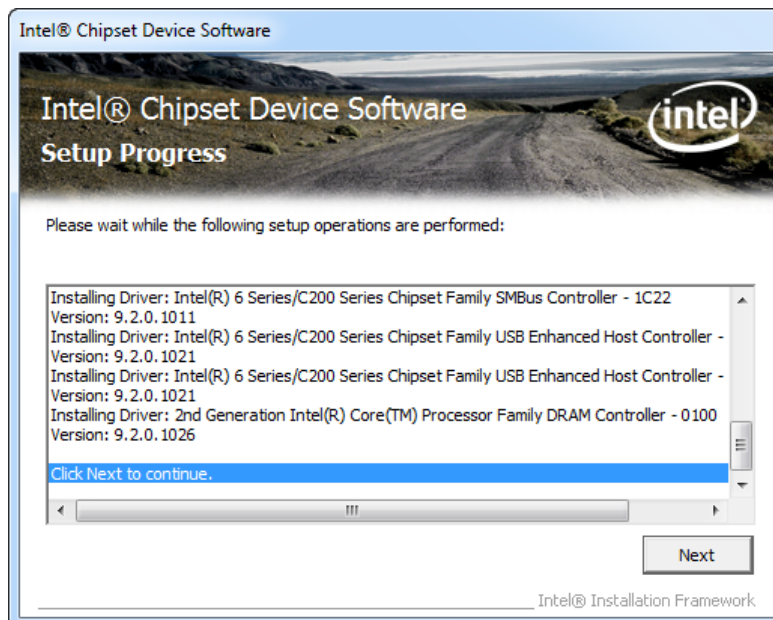 Intel® Chipset Device Software
Intel® Chipset Device Software
intel
Setup Progress
Please wait while the following setup operations are performed:
Installing Driver: Intel(R) 6 Series/C200 Series Chipset Family SMBus Controller - 1C22
Version: 9.2.0.1011
Installing Driver: Intel(R) 6 Series/C200 Series Chipset Family USB Enhanced Host Controller -
Version: 9.2.0.1021
Installing Driver: Intel(R) 6 Series/C200 Series Chipset Family USB Enhanced Host Controller -
Version: 9.2.0.1021
Installing Driver: 2nd Generation Intel(R) Core(TM) Processor Family DRAM Controller - 0100
Version: 9.2.0.1026
Click Next to continue.
Next
Intel® Installation Framework